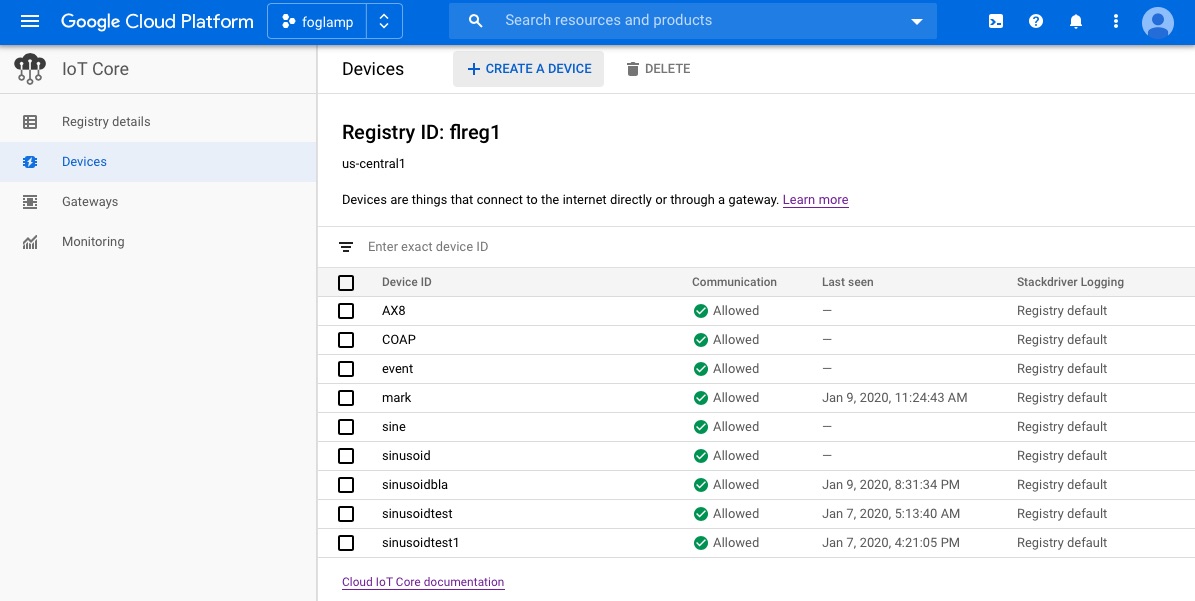 Google Cloud Platform foglamp Search resources and products
IoT Core
Devices CREATE A DEVICE DELETE
Registry details
Devices
Gateways
Monitoring
Registry ID: flreg1
us-central1
Devices are things that connect to the internet directly or through a gateway. Learn more
Enter exact device ID
Device ID Communication Last seen Stackdriver Logging
AX8 Allowed — Registry default
COAP Allowed — Registry default
event Allowed — Registry default
mark Allowed Jan 9, 2020, 11:24:43 AM Registry default
sine Allowed — Registry default
sinusoid Allowed — Registry default
sinusoidbla Allowed Jan 9, 2020, 8:31:34 PM Registry default
sinusoidtest Allowed Jan 7, 2020, 5:13:40 AM Registry default
sinusoidtest1 Allowed Jan 7, 2020, 4:21:05 PM Registry default
Cloud IoT Core documentation